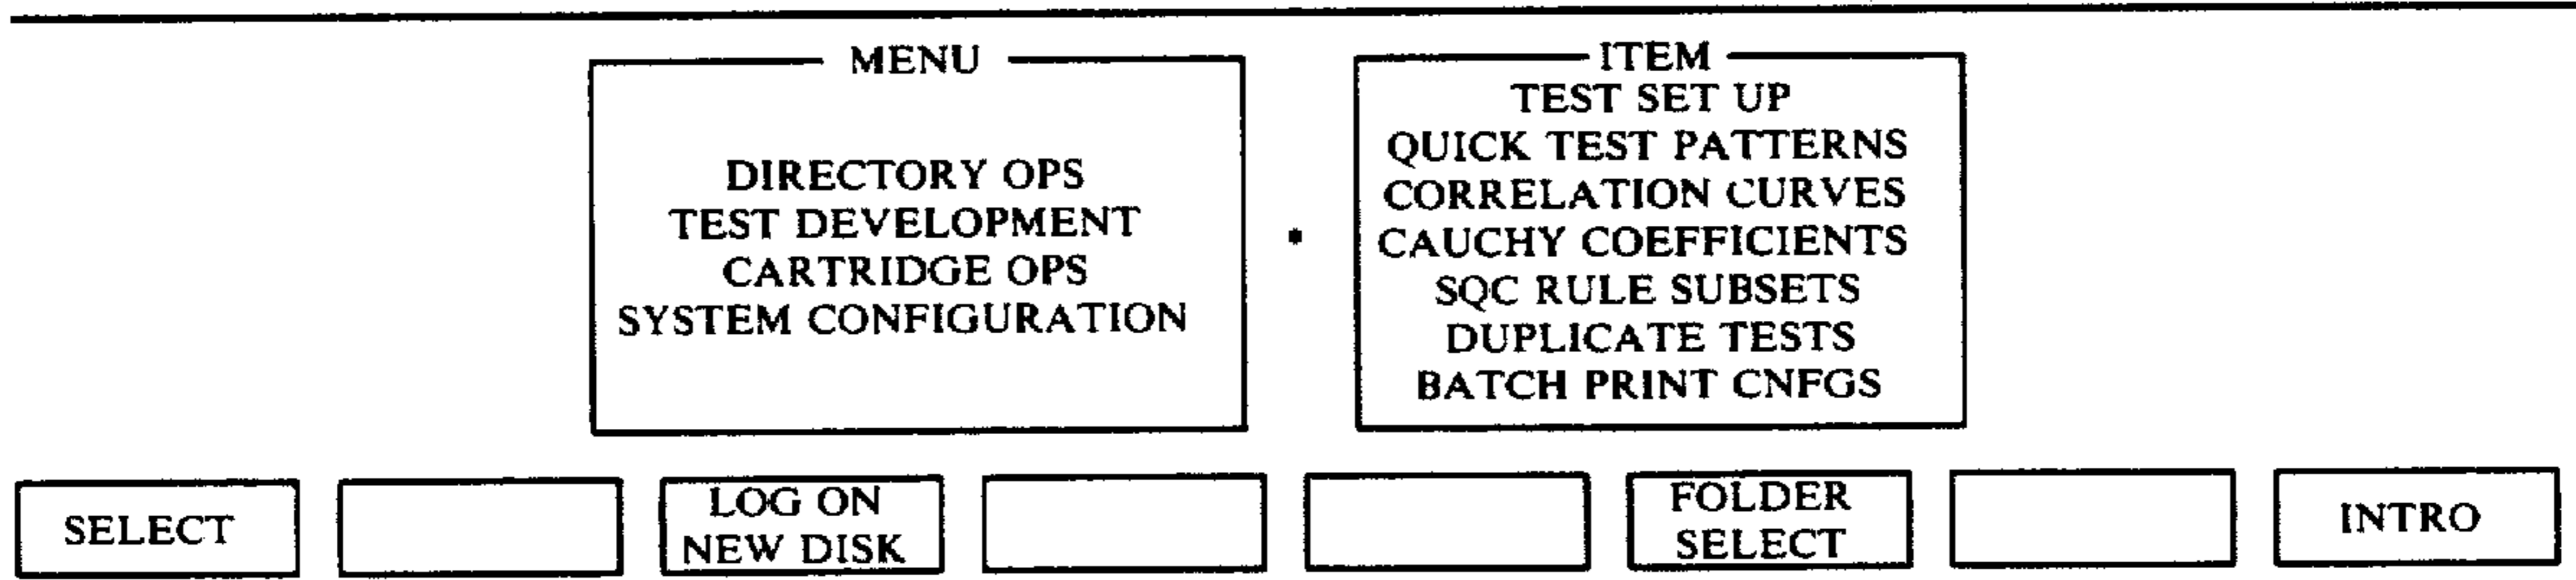 MENU
DIRECTORY OPS
TEST DEVELOPMENT
CARTRIDGE OPS
SYSTEM CONFIGURATION
ITEM
TEST SET UP
QUICK TEST PATTERNS
CORRELATION CURVES
CAUCHY COEFFICIENTS
SQC RULE SUBSETS
DUPLICATE TESTS
BATCH PRINT CNFGS
SELECT
LOG ON
NEW DISK
FOLDER
SELECT
INTRO